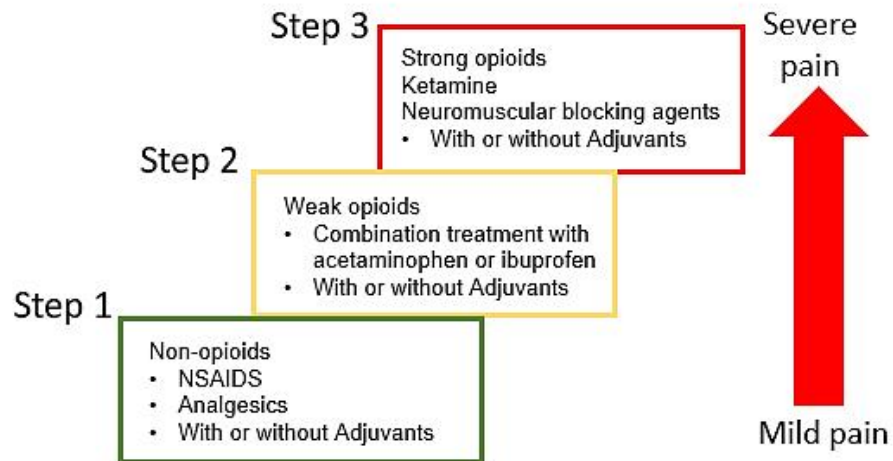 Step 3
Severe
pain
Strong opioids
Ketamine
Neuromuscular blocking agents
• With or without Adjuvants
Step 2
Weak opioids
• Combination treatment with
acetaminophen or ibuprofen
• With or without Adjuvants
Step 1
Non-opioids
• NSAIDS
• Analgesics
• With or without Adjuvants
Mild pain